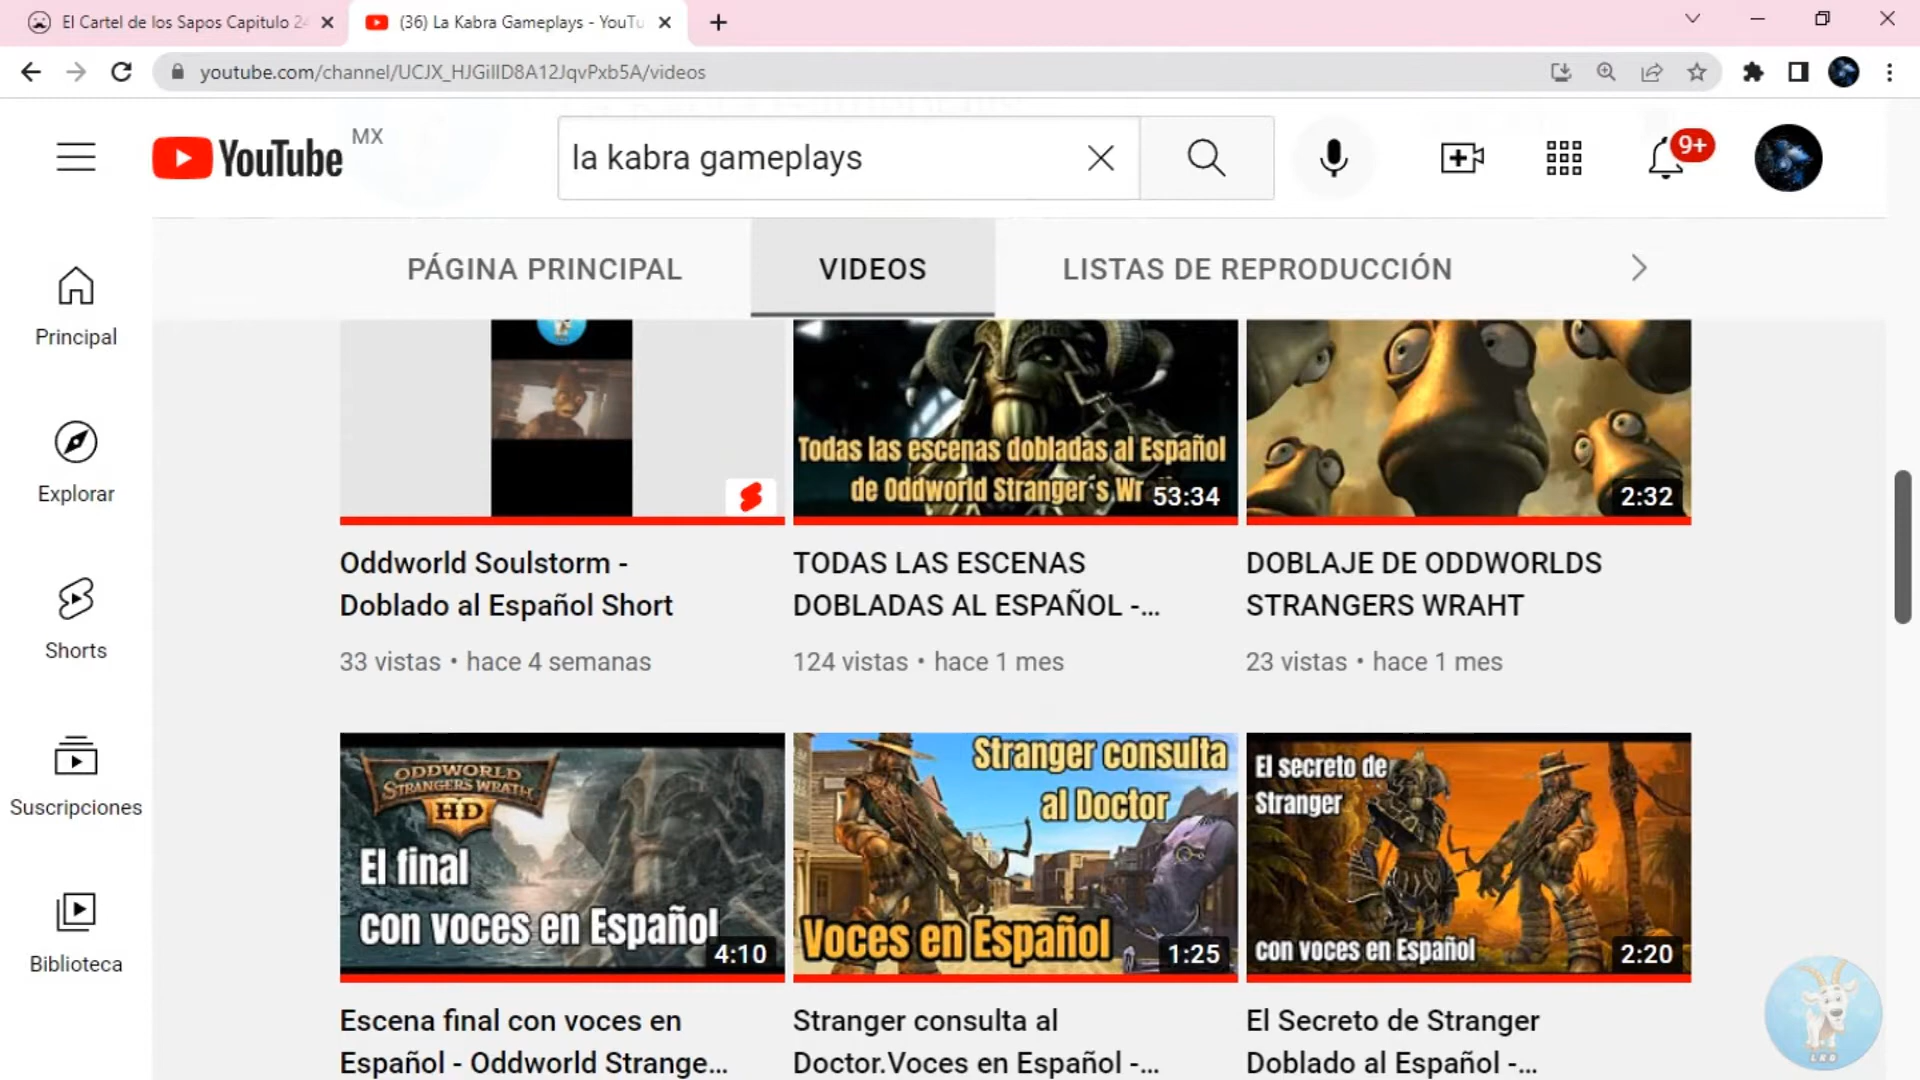 El Cartel de los Sapos Capitulo 24
(36) La Kabra Gameplays - YouTu
youtube.com/channel/UCJX_HJGillD8A12JqvPxb5A/videos
YouTube MX
la kabra gameplays
9+
PÁGINA PRINCIPAL
VIDEOS
LISTAS DE REPRODUCCIÓN
Principal
Explorar
Shorts
Suscripciones
Biblioteca
Todas las escenas dobladas al Español
de Oddworld Stranger´s Wr
53:34
2:32
Oddworld Soulstorm -
Doblado al Español Short
33 vistas • hace 4 semanas
TODAS LAS ESCENAS
DOBLADAS AL ESPAÑOL -...
124 vistas • hace 1 mes
DOBLAJE DE ODDWORLDS
STRANGERS WRAHT
23 vistas • hace 1 mes
ODDWORLD
STRANGER'S WRATH
HD
El final
con voces en Español
4:10
Stranger consulta
al Doctor
Voces en Español
1:25
El secreto de
Stranger
con voces en Español
2:20
Escena final con voces en
Español - Oddworld Strange...
Stranger consulta al
Doctor.Voces en Español -...
El Secreto de Stranger
Doblado al Español -...